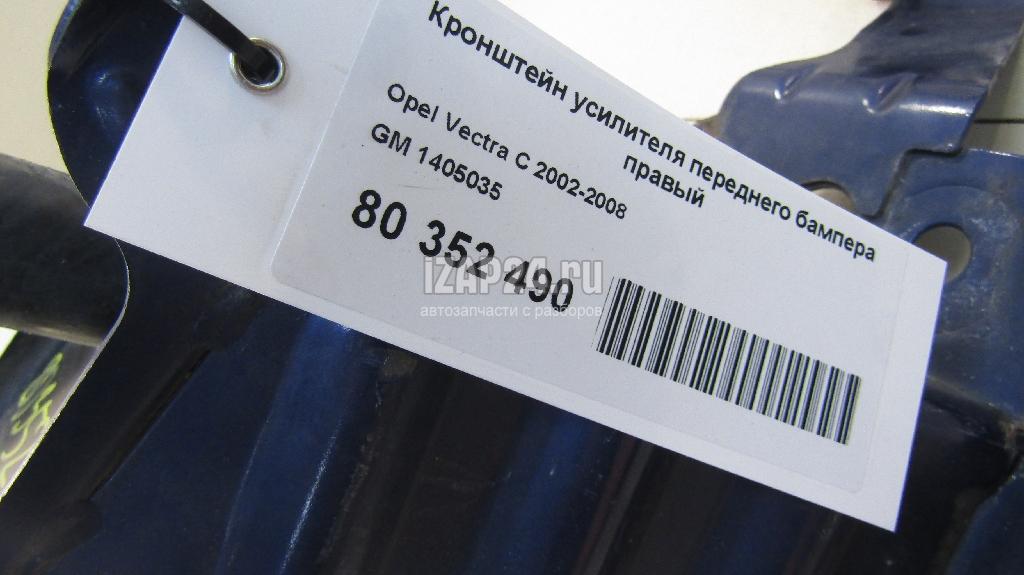 Кронштейн усилителя переднего бампера
правый
Opel Vectra C 2002-2008
GM 1405035
80 352 490
IZAP24.ru
автозапчасти с разборов